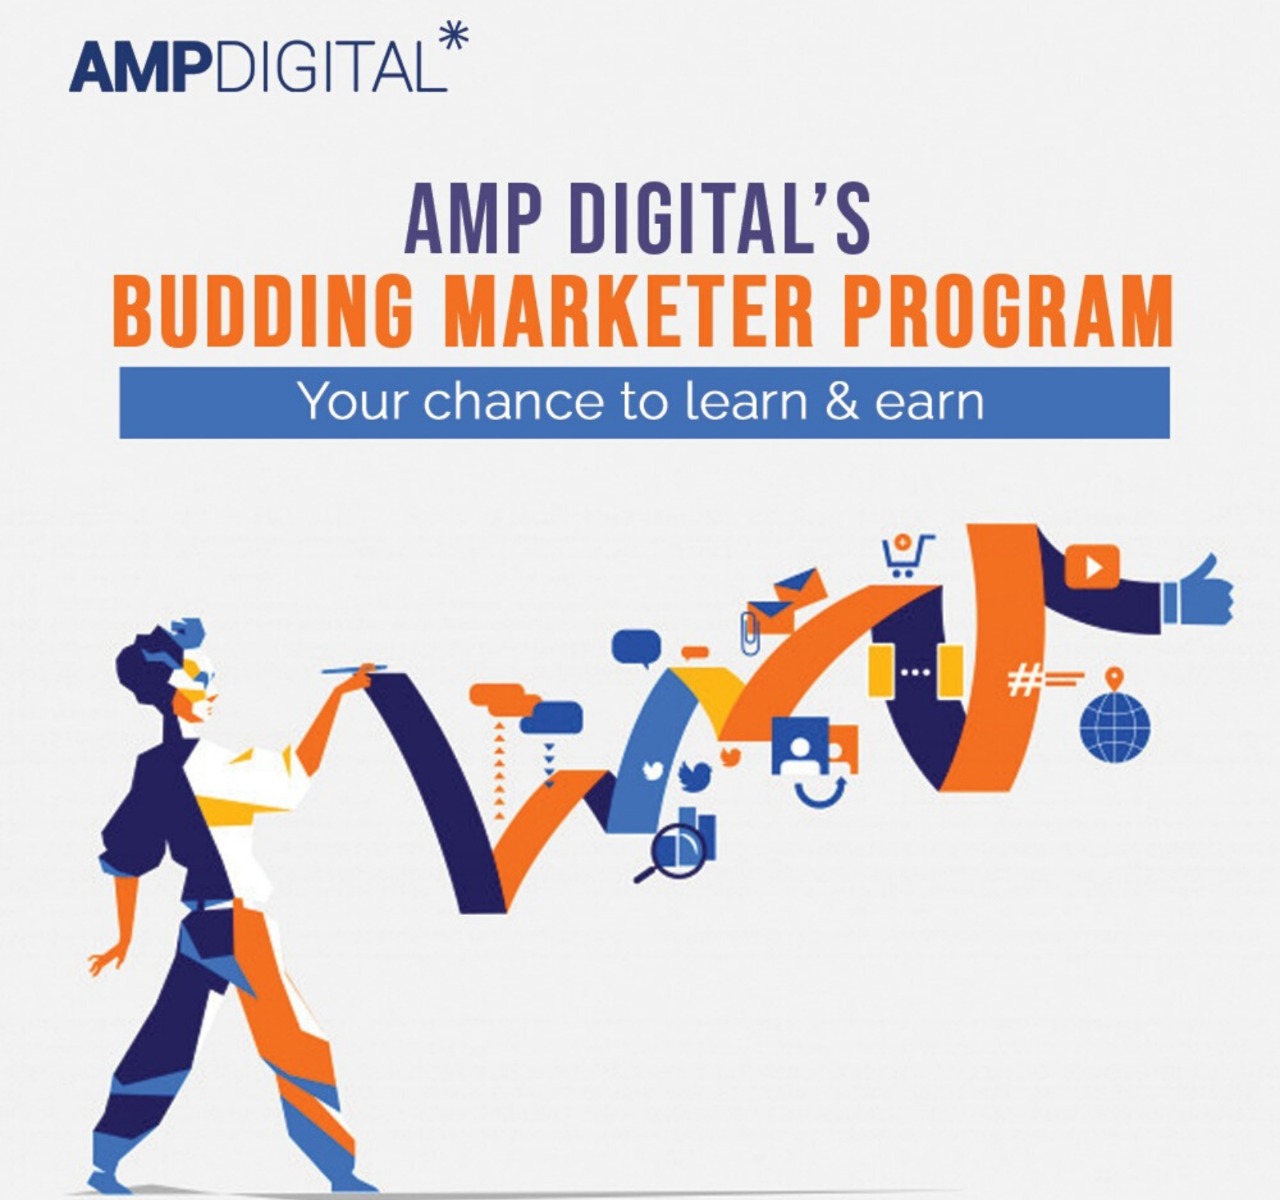 AMPDIGITAL*
AMP DIGITAL’S
BUDDING MARKETER PROGRAM
Your chance to learn & earn
#